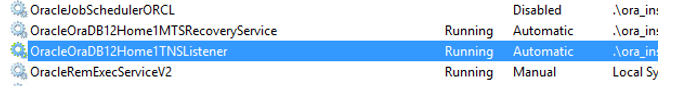 OracleJobSchedulerORCL Disabled .\ora_ins
OracleOraDB12Home1MTSRecoveryService Running Automatic .\ora_ins
OracleOraDB12Home1TNSListener Running Automatic .\ora_ins
OracleRemExecServiceV2 Running Manual Local Sy